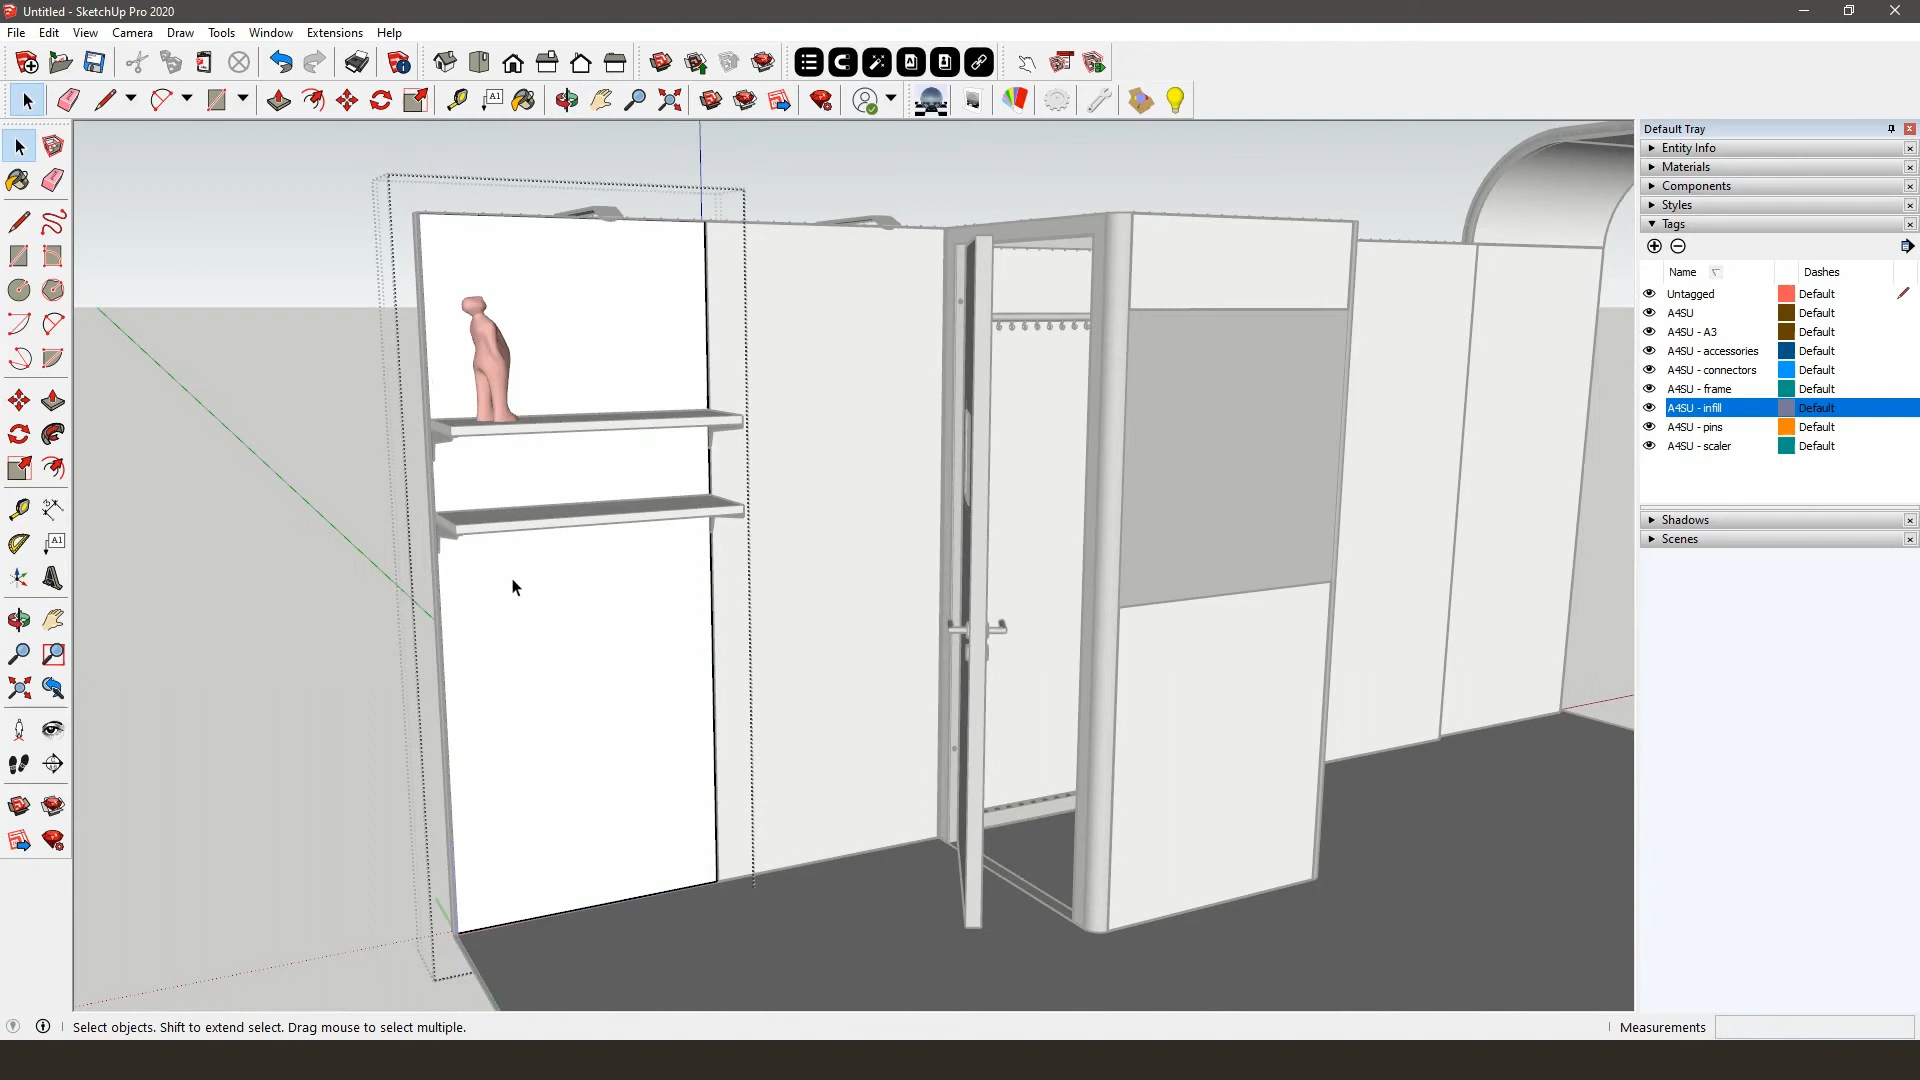 Untitled - SketchUp Pro 2020
File Edit View Camera Draw Tools Window Extensions Help
A1
Default Tray
Entity Info
Materials
Components
Styles
Tags
Name Dashes
Untagged Default
A4SU Default
A4SU - A3 Default
A4SU - accessories Default
A4SU - connectors Default
A4SU - frame Default
A4SU - infill Default
A4SU - pins Default
A4SU - scaler Default
Shadows
Scenes
A1
Select objects. Shift to extend select. Drag mouse to select multiple.
Measurements